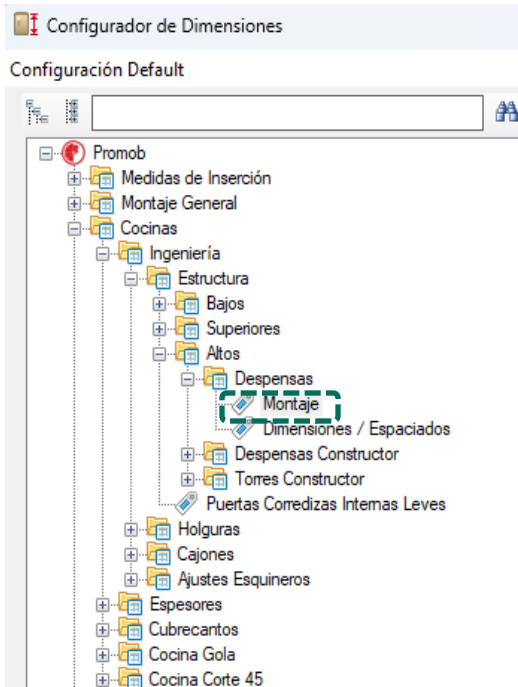 Configurador de Dimensiones
Configuración Default
Promob
Medidas de Inserción
Montaje General
Cocinas
Ingeniería
Estructura
Bajos
Superiores
Altos
Despensas
Montaje
Dimensiones / Espaciados
Despensas Constructor
Torres Constructor
Puertas Corredizas Internas Leves
Holguras
Cajones
Ajustes Esquineros
Espesores
Cubrecantos
Cocina Gola
Cocina Corte 45